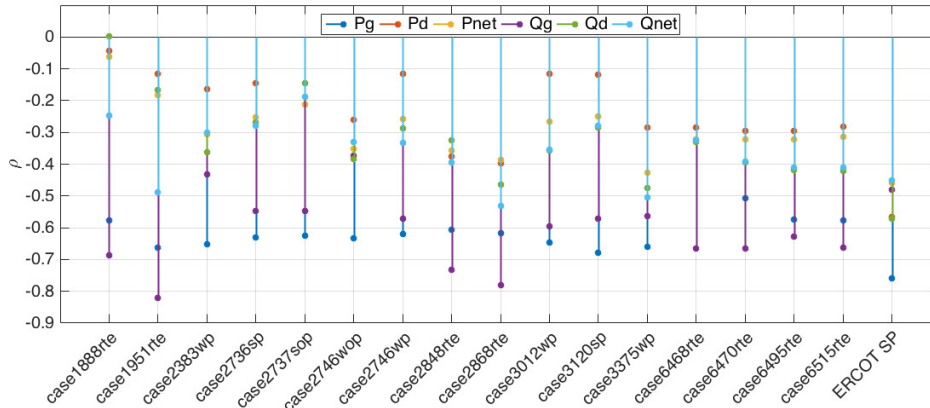 Pg Pd Pnet Qg Qd Qnet
0
-0.1
-0.2
-0.3
-0.4
-0.5
-0.6
-0.7
-0.8
-0.9
ρ
case1888rte
case1951rte
case2383wp
case2736sp
case2737sop
case2746wop
case2746wp
case2848rte
case2868rte
case3012wp
case3120sp
case3375wp
case6468rte
case6470rte
case6495rte
case6515rte
ERCOT SP